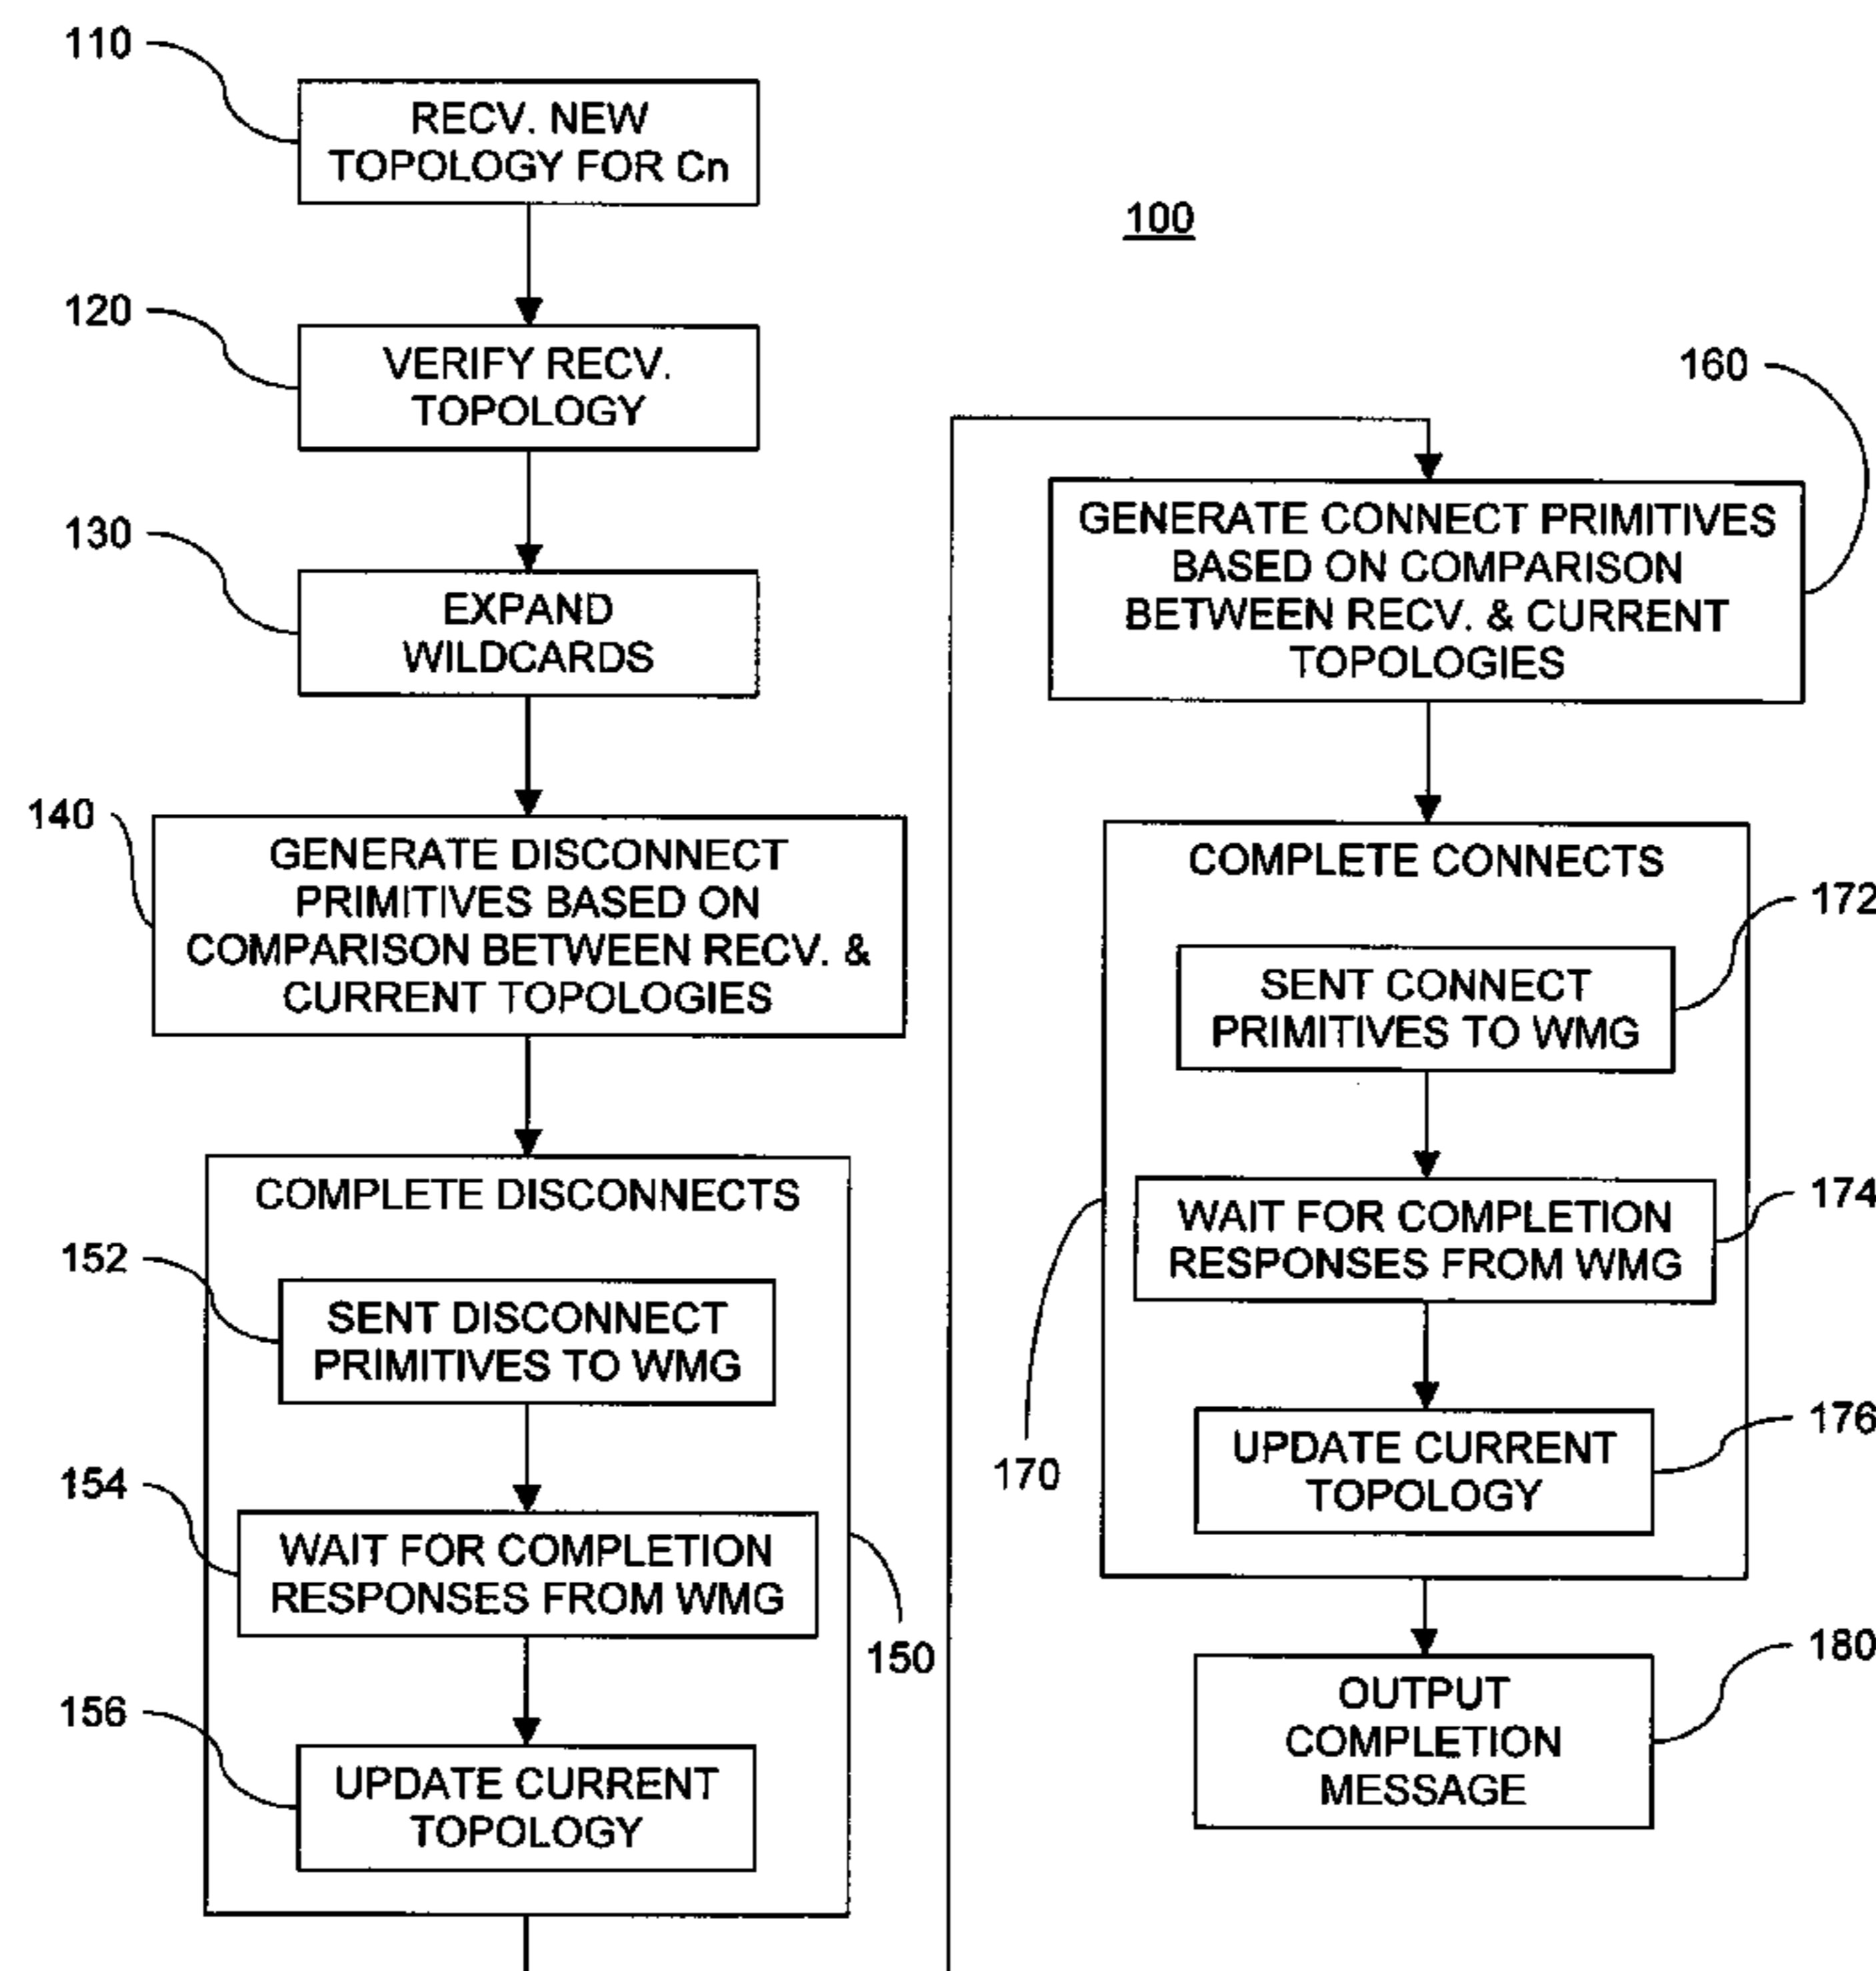 110
RECV. NEW
TOPOLOGY FOR Cn
100
120
VERIFY RECV.
TOPOLOGY
130
EXPAND
WILDCARDS
140
GENERATE DISCONNECT
PRIMITIVES BASED ON
COMPARISON BETWEEN RECV. &
CURRENT TOPOLOGIES
COMPLETE DISCONNECTS
152
SENT DISCONNECT
PRIMITIVES TO WMG
154
WAIT FOR COMPLETION
RESPONSES FROM WMG
150
156
UPDATE CURRENT
TOPOLOGY
160
GENERATE CONNECT PRIMITIVES
BASED ON COMPARISON
BETWEEN RECV. & CURRENT
TOPOLOGIES
COMPLETE CONNECTS
172
SENT CONNECT
PRIMITIVES TO WMG
174
WAIT FOR COMPLETION
RESPONSES FROM WMG
170
176
UPDATE CURRENT
TOPOLOGY
180
OUTPUT
COMPLETION
MESSAGE